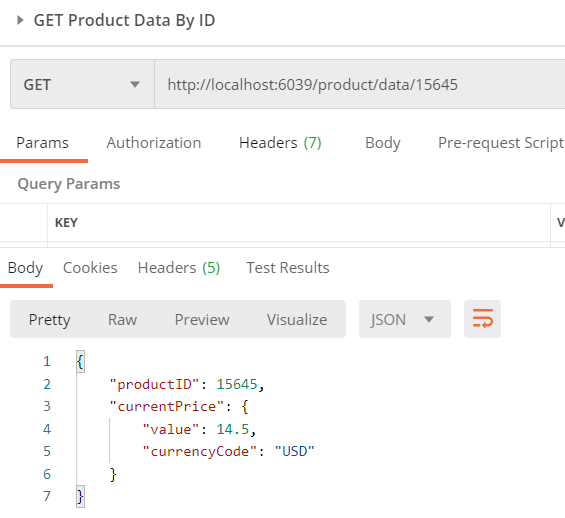 GET Product Data By ID
GET http://localhost:6039/product/data/15645
Params Authorization Headers (7) Body Pre-request Script
Query Params
KEY V
Body Cookies Headers (5) Test Results
Pretty Raw Preview Visualize JSON
1 {
2 "productID": 15645,
3 "currentPrice": {
4 "value": 14.5,
5 "currencyCode": "USD"
6 }
7 }